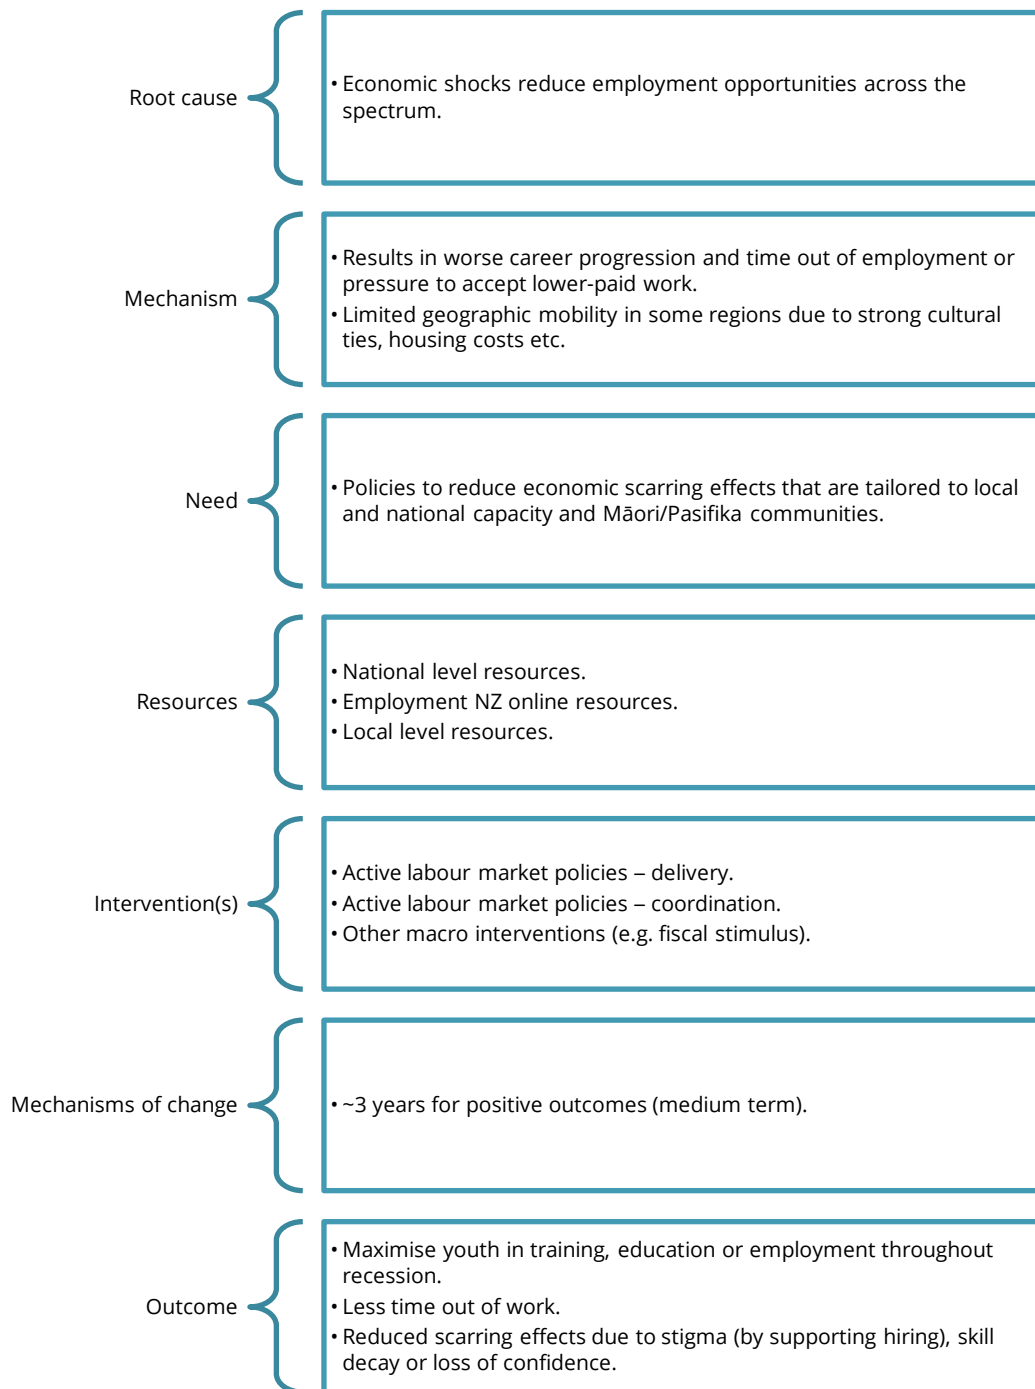 Root cause
• Economic shocks reduce employment opportunities across the
spectrum.
Mechanism
• Results in worse career progression and time out of employment or
pressure to accept lower-paid work.
• Limited geographic mobility in some regions due to strong cultural
ties, housing costs etc.
Need
• Policies to reduce economic scarring effects that are tailored to local
and national capacity and Māori/Pasifika communities.
Resources
• National level resources.
• Employment NZ online resources.
• Local level resources.
Intervention(s)
• Active labour market policies – delivery.
• Active labour market policies – coordination.
• Other macro interventions (e.g. fiscal stimulus).
Mechanisms of change
• ~3 years for positive outcomes (medium term).
Outcome
• Maximise youth in training, education or employment throughout
recession.
• Less time out of work.
• Reduced scarring effects due to stigma (by supporting hiring), skill
decay or loss of confidence.